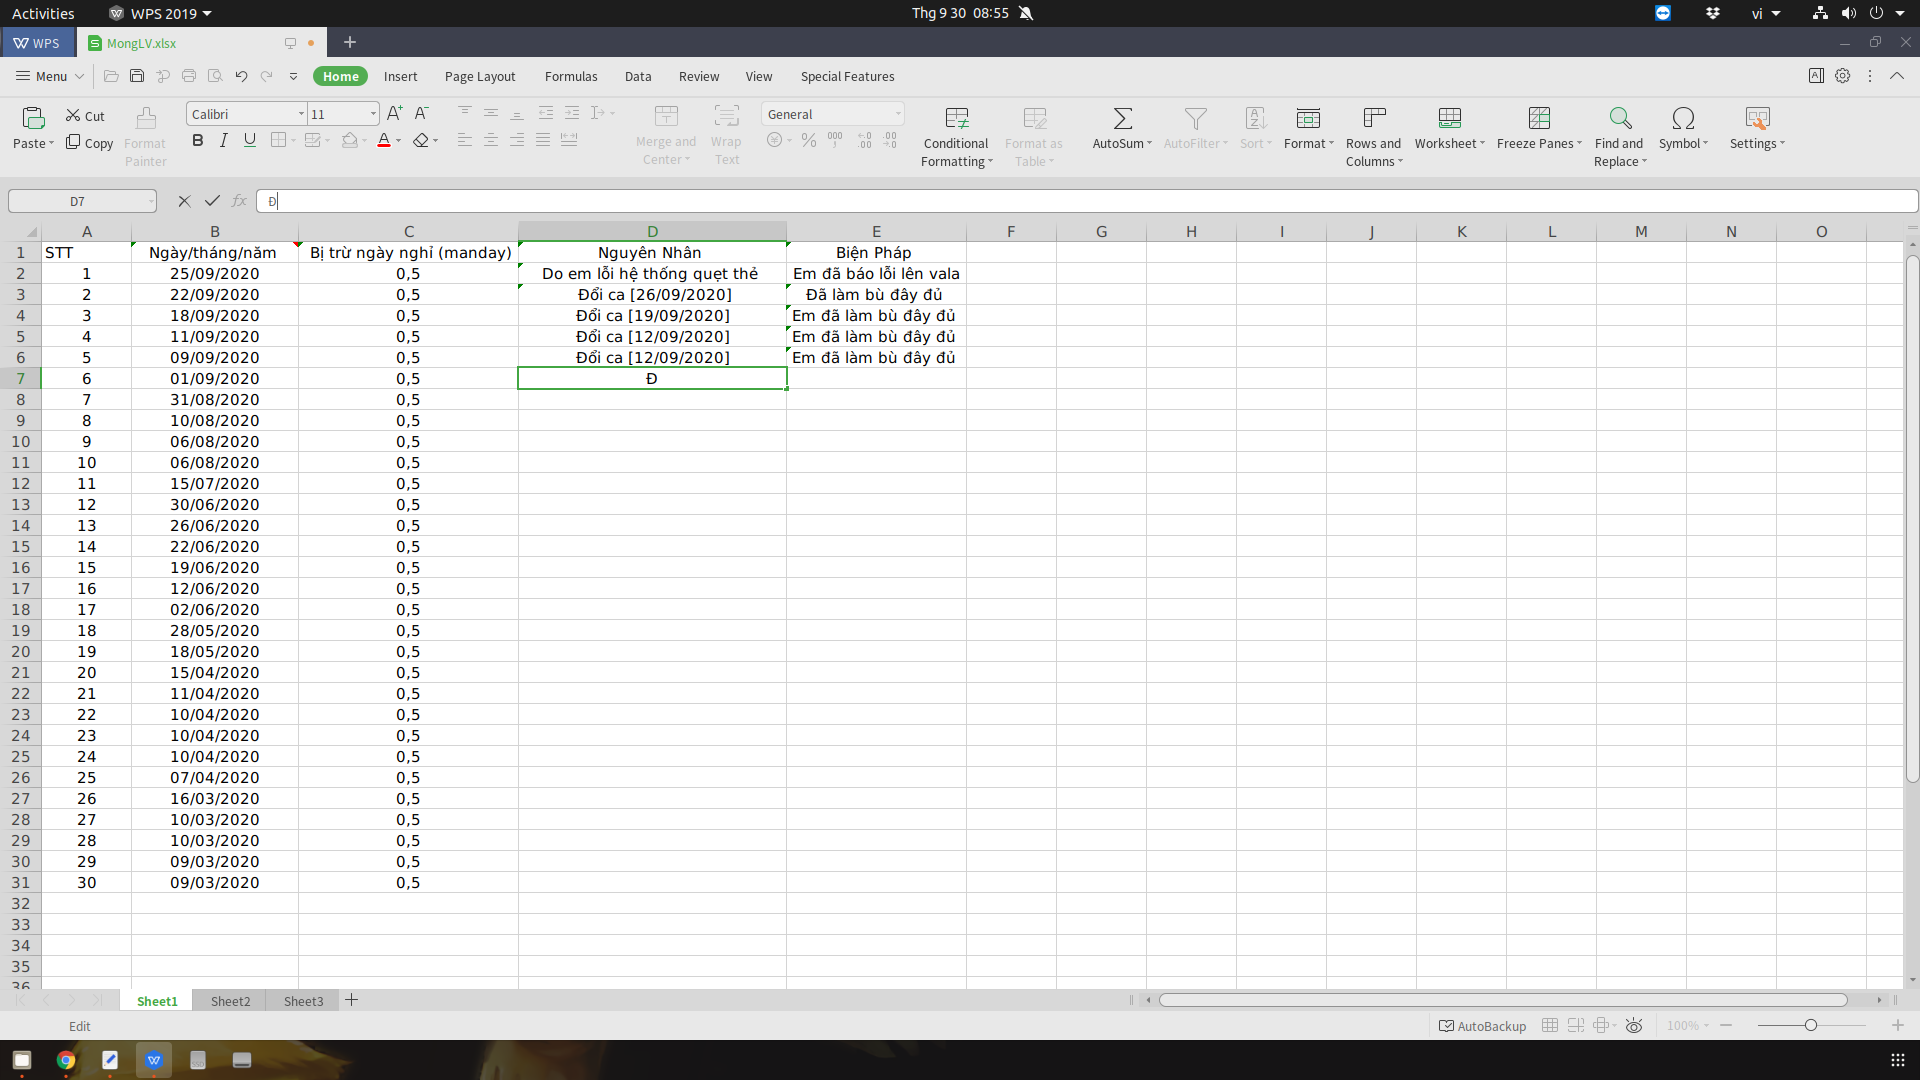 Activities WPS 2019 Thg 9 30 08:55 vi
WPS MongLV.xlsx
Menu Home Insert Page Layout Formulas Data Review View Special Features
Paste Cut Copy Format Painter Calibri 11 B I U A Merge and Center Wrap Text General Conditional Formatting Format as Table AutoSum AutoFilter Sort Format Rows and Columns Worksheet Freeze Panes Find and Replace Symbol Settings
D7 fx Đ
A B C D E F G H I J K L M N O
1 STT Ngày/tháng/năm Bị trừ ngày nghỉ (manday) Nguyên Nhân Biện Pháp
2 1 25/09/2020 0,5 Do em lỗi hệ thống quẹt thẻ Em đã báo lỗi lên vala
3 2 22/09/2020 0,5 Đổi ca [26/09/2020] Đã làm bù đây đủ
4 3 18/09/2020 0,5 Đổi ca [19/09/2020] Em đã làm bù đây đủ
5 4 11/09/2020 0,5 Đổi ca [12/09/2020] Em đã làm bù đây đủ
6 5 09/09/2020 0,5 Đổi ca [12/09/2020] Em đã làm bù đây đủ
7 6 01/09/2020 0,5 Đ
8 7 31/08/2020 0,5
9 8 10/08/2020 0,5
10 9 06/08/2020 0,5
11 10 06/08/2020 0,5
12 11 15/07/2020 0,5
13 12 30/06/2020 0,5
14 13 26/06/2020 0,5
15 14 22/06/2020 0,5
16 15 19/06/2020 0,5
17 16 12/06/2020 0,5
18 17 02/06/2020 0,5
19 18 28/05/2020 0,5
20 19 18/05/2020 0,5
21 20 15/04/2020 0,5
22 21 11/04/2020 0,5
23 22 10/04/2020 0,5
24 23 10/04/2020 0,5
25 24 10/04/2020 0,5
26 25 07/04/2020 0,5
27 26 16/03/2020 0,5
28 27 10/03/2020 0,5
29 28 10/03/2020 0,5
30 29 09/03/2020 0,5
31 30 09/03/2020 0,5
32
33
34
35
36
Sheet1 Sheet2 Sheet3
Edit AutoBackup 100%